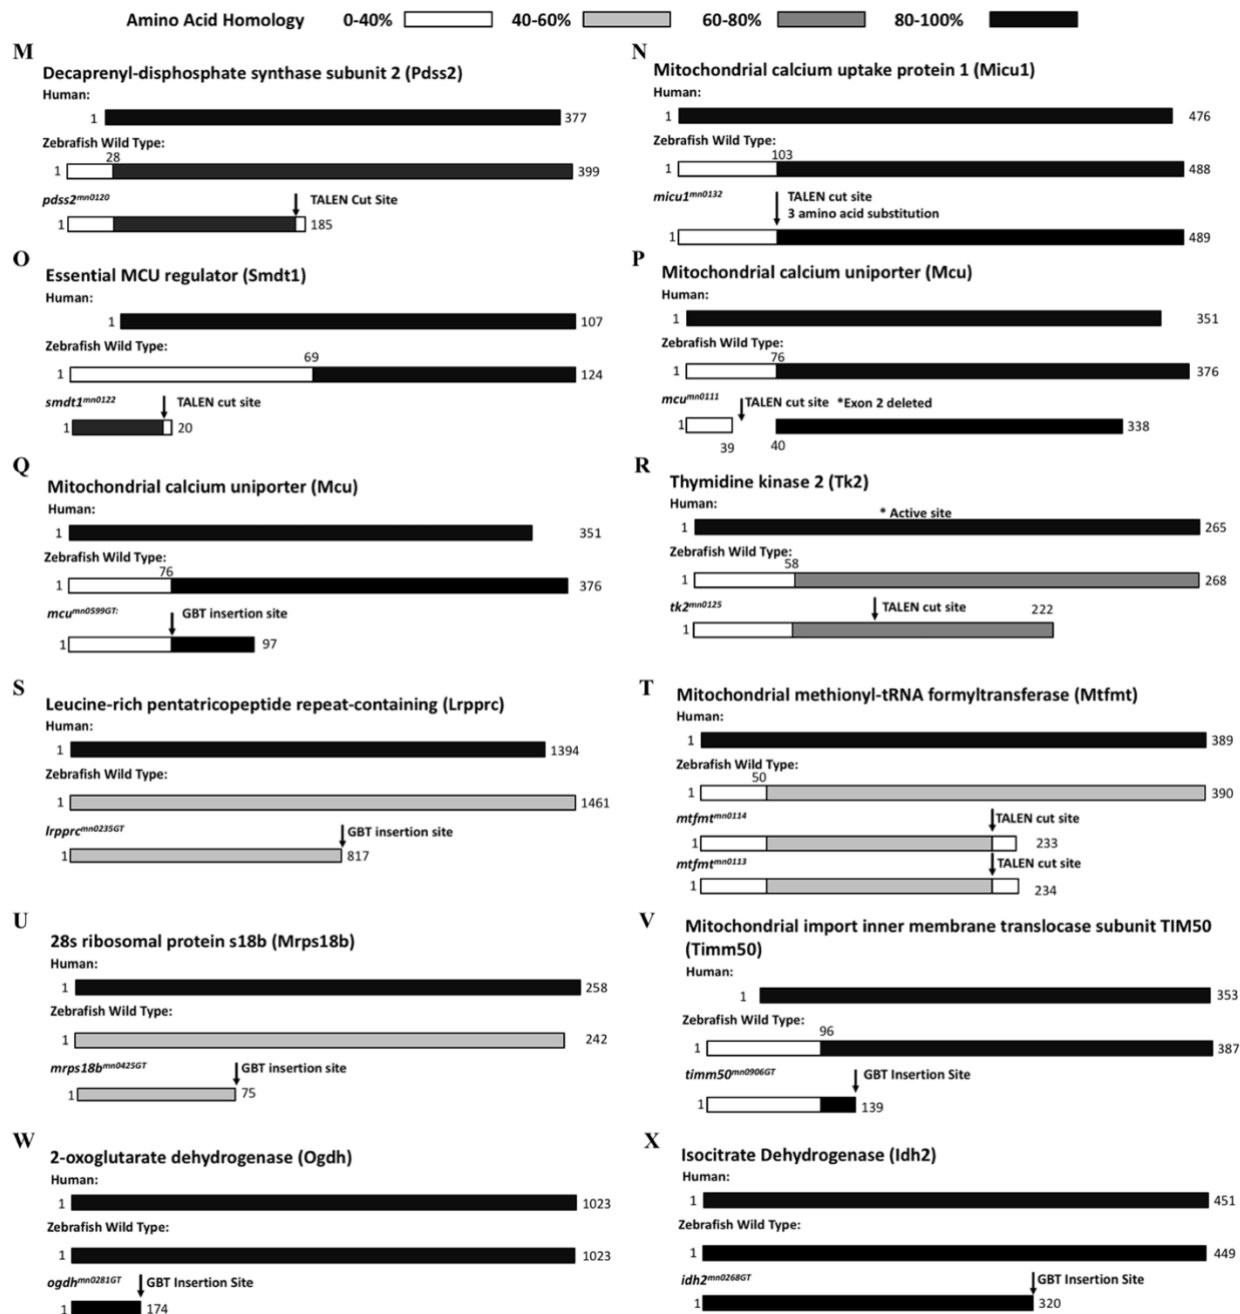 Amino Acid Homology 0-40% 40-60% 60-80% 80-100%
M
Decaprenyl-disphosphate synthase subunit 2 (Pdss2)
Human:
1 377
Zebrafish Wild Type:
28
1 399
pdss2mn0120 TALEN Cut Site
1 185
N
Mitochondrial calcium uptake protein 1 (Micu1)
Human:
1 476
Zebrafish Wild Type:
103
1 488
micu1mn0132 TALEN cut site
3 amino acid substitution
1 489
O
Essential MCU regulator (Smdt1)
Human:
1 107
Zebrafish Wild Type:
69
1 124
smdt1mn0122 TALEN cut site
1 20
P
Mitochondrial calcium uniporter (Mcu)
Human:
1 351
Zebrafish Wild Type:
76
1 376
mcumn0111 TALEN cut site *Exon 2 deleted
1 338
39 40
Q
Mitochondrial calcium uniporter (Mcu)
Human:
1 351
Zebrafish Wild Type:
76
1 376
mcumn0599GT: GBT insertion site
1 97
R
Thymidine kinase 2 (Tk2)
Human:
* Active site
1 265
Zebrafish Wild Type:
58
1 268
tk2mn0125 TALEN cut site 222
1
S
Leucine-rich pentatricopeptide repeat-containing (Lrpprc)
Human:
1 1394
Zebrafish Wild Type:
1 1461
lrpprcmn0235GT GBT insertion site
1 817
T
Mitochondrial methionyl-tRNA formyltransferase (Mtfmt)
Human:
1 389
Zebrafish Wild Type:
50
1 390
mtfmtmn0114 TALEN cut site
1 233
mtfmtmn0113 TALEN cut site
1 234
U
28s ribosomal protein s18b (Mrps18b)
Human:
1 258
Zebrafish Wild Type:
1 242
mrps18bmn0425GT GBT insertion site
1 75
V
Mitochondrial import inner membrane translocase subunit TIM50
(Timm50)
Human:
1 353
Zebrafish Wild Type:
96
1 387
timm50mn0906GT GBT Insertion Site
1 139
W
2-oxoglutarate dehydrogenase (Ogdh)
Human:
1 1023
Zebrafish Wild Type:
1 1023
ogdhmn0281GT GBT Insertion Site
1 174
X
Isocitrate Dehydrogenase (Idh2)
Human:
1 451
Zebrafish Wild Type:
1 449
idh2mn0268GT GBT Insertion Site
1 320